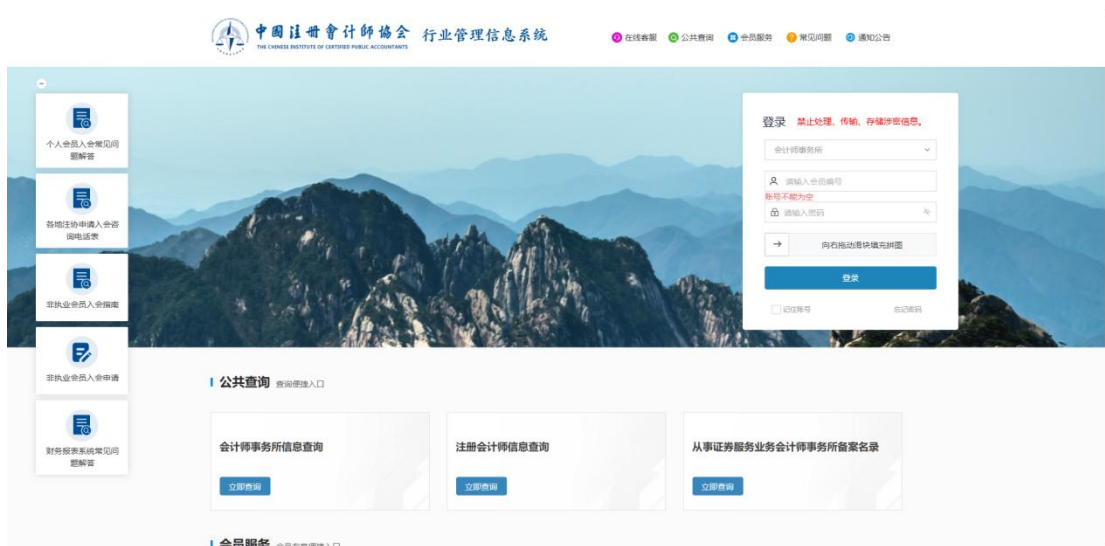 中国注册会计师协会 行业管理信息系统
THE CHINESE INSTITUTE OF CERTIFIED PUBLIC ACCOUNTANTS
在线客服 公共查询 会员服务 常见问题 通知公告
个人会员入会常见问
题解答
各地注协申请入会咨
询电话表
非执业会员入会指南
非执业会员入会申请
财务报表系统常见问
题解答
登录 禁止处理、传输、存储涉密信息。
会计师事务所
请输入会员编号
账号不能为空
请输入密码
向右拖动滑块填充拼图
登录
记住账号 忘记密码
公共查询 查询便捷入口
会计师事务所信息查询
立即查询
注册会计师信息查询
立即查询
从事证券服务业务会计师事务所备案名录
立即查询
会员服务